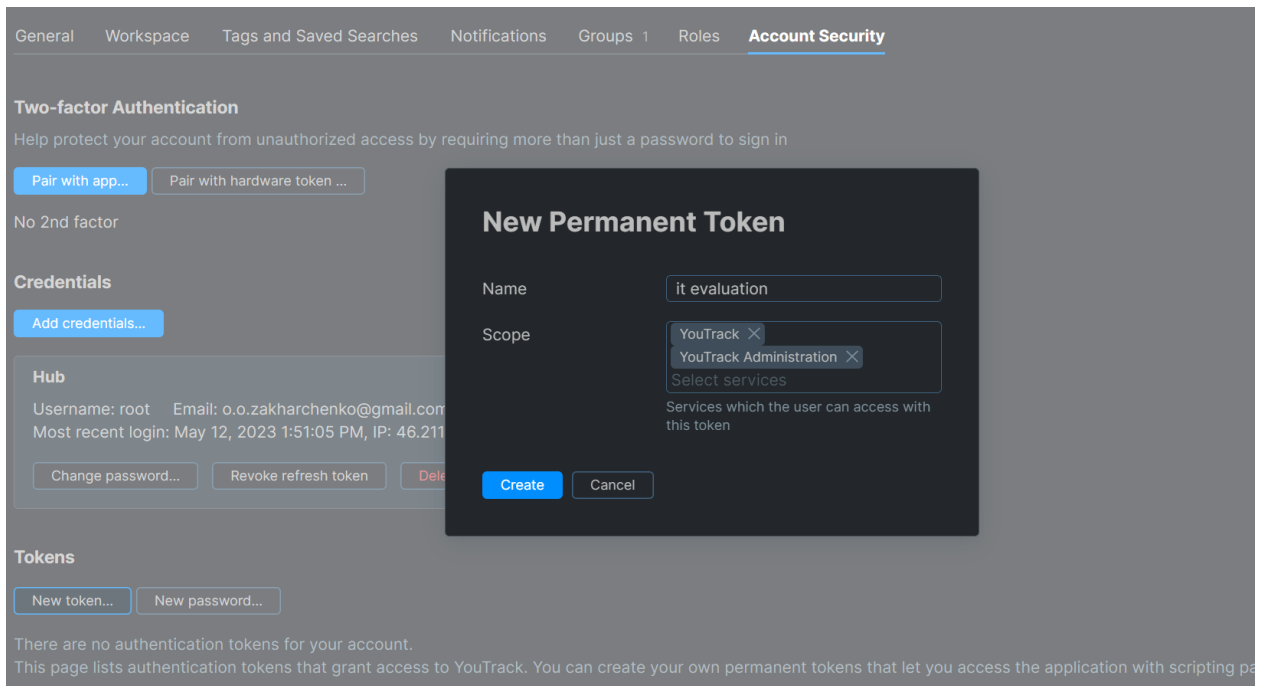 General Workspace Tags and Saved Searches Notifications Groups 1 Roles Account Security
Two-factor Authentication
Help protect your account from unauthorized access by requiring more than just a password to sign in
Pair with app... Pair with hardware token ...
No 2nd factor
Credentials
Add credentials...
Hub
Username: root Email: o.o.zakharchenko@gmail.com
Most recent login: May 12, 2023 1:51:05 PM, IP: 46.211
Change password... Revoke refresh token Dele
New Permanent Token
Name it evaluation
Scope YouTrack
YouTrack Administration
Select services
Services which the user can access with
this token
Create Cancel
Tokens
New token... New password...
There are no authentication tokens for your account.
This page lists authentication tokens that grant access to YouTrack. You can create your own permanent tokens that let you access the application with scripting pa